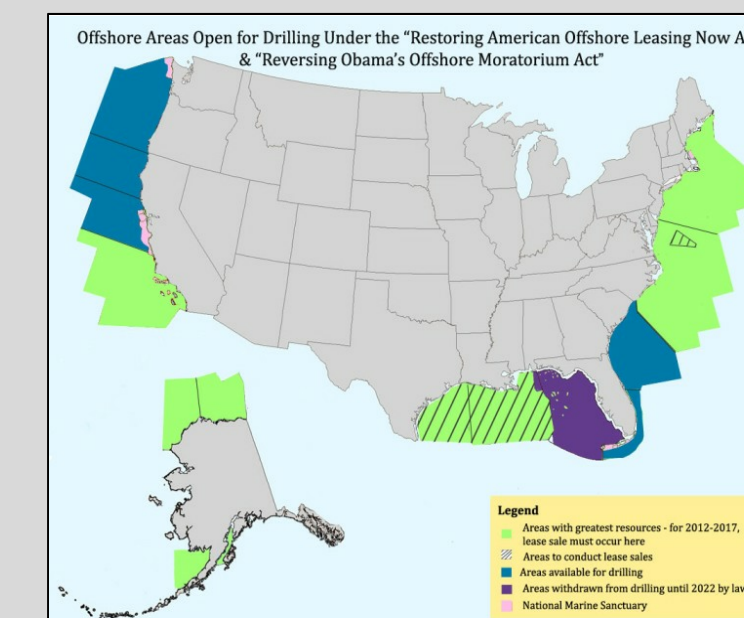 Offshore Areas Open for Drilling Under the “Restoring American Offshore Leasing Now A
& “Reversing Obama’s Offshore Moratorium Act”
Legend
Areas with greatest resources - for 2012-2017,
lease sale must occur here
Areas to conduct lease sales
Areas available for drilling
Areas withdrawn from drilling until 2022 by law
National Marine Sanctuary